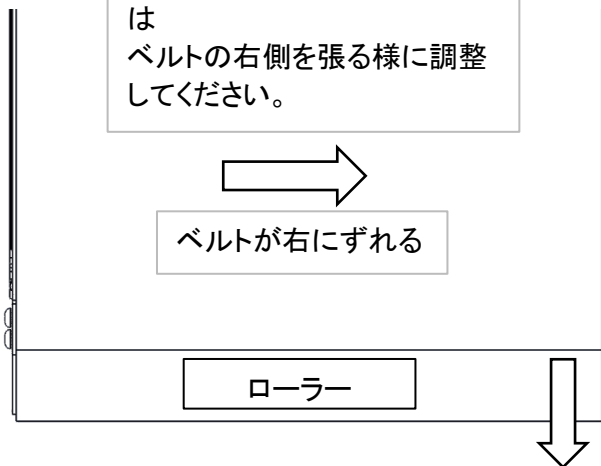 は
ベルトの右側を張る様に調整
してください。
ベルトが右にずれる
ローラー